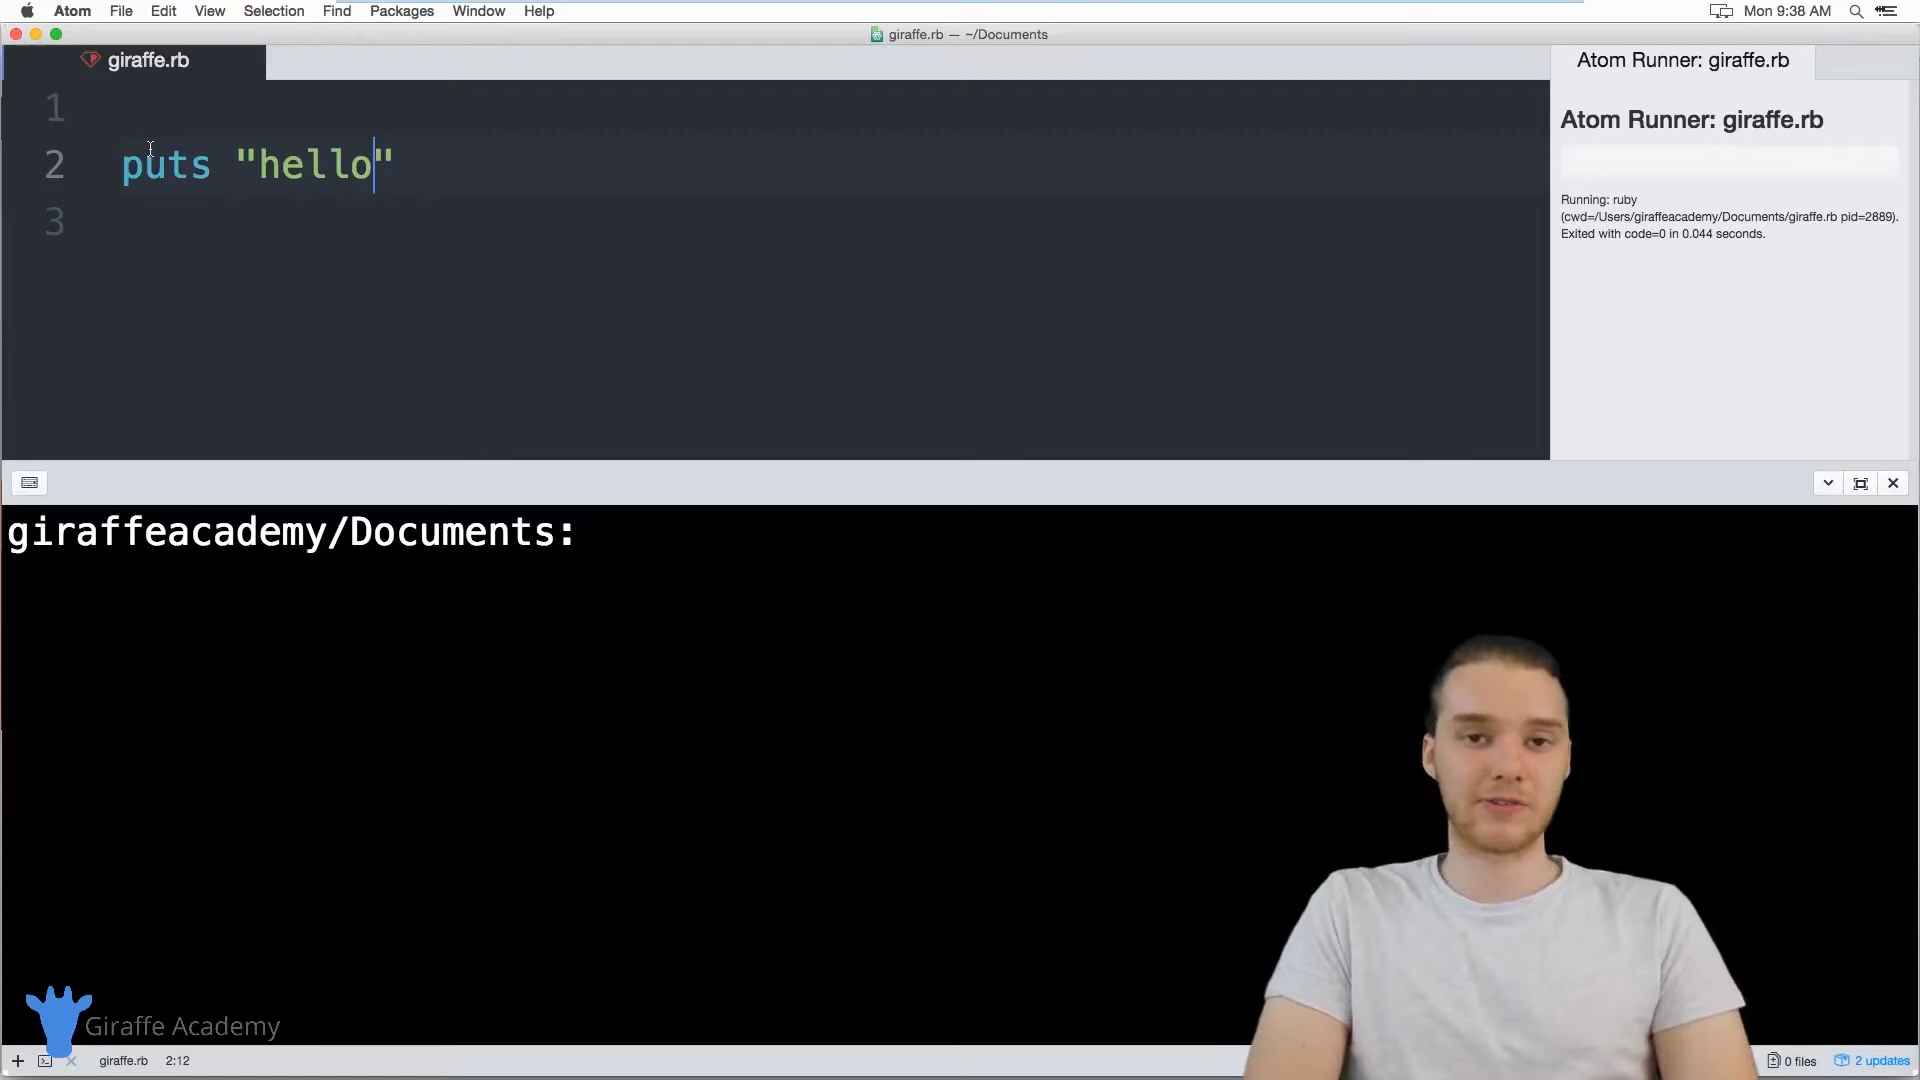 Atom File Edit View Selection Find Packages Window Help
Mon 9:38 AM
giraffe.rb — ~/Documents
giraffe.rb
Atom Runner: giraffe.rb
1
2 puts "hello"
3
Atom Runner: giraffe.rb
Running: ruby
(cwd=/Users/giraffeacademy/Documents/giraffe.rb pid=2889).
Exited with code=0 in 0.044 seconds.
giraffeacademy/Documents:
Giraffe Academy
giraffe.rb 2:12
0 files 2 updates